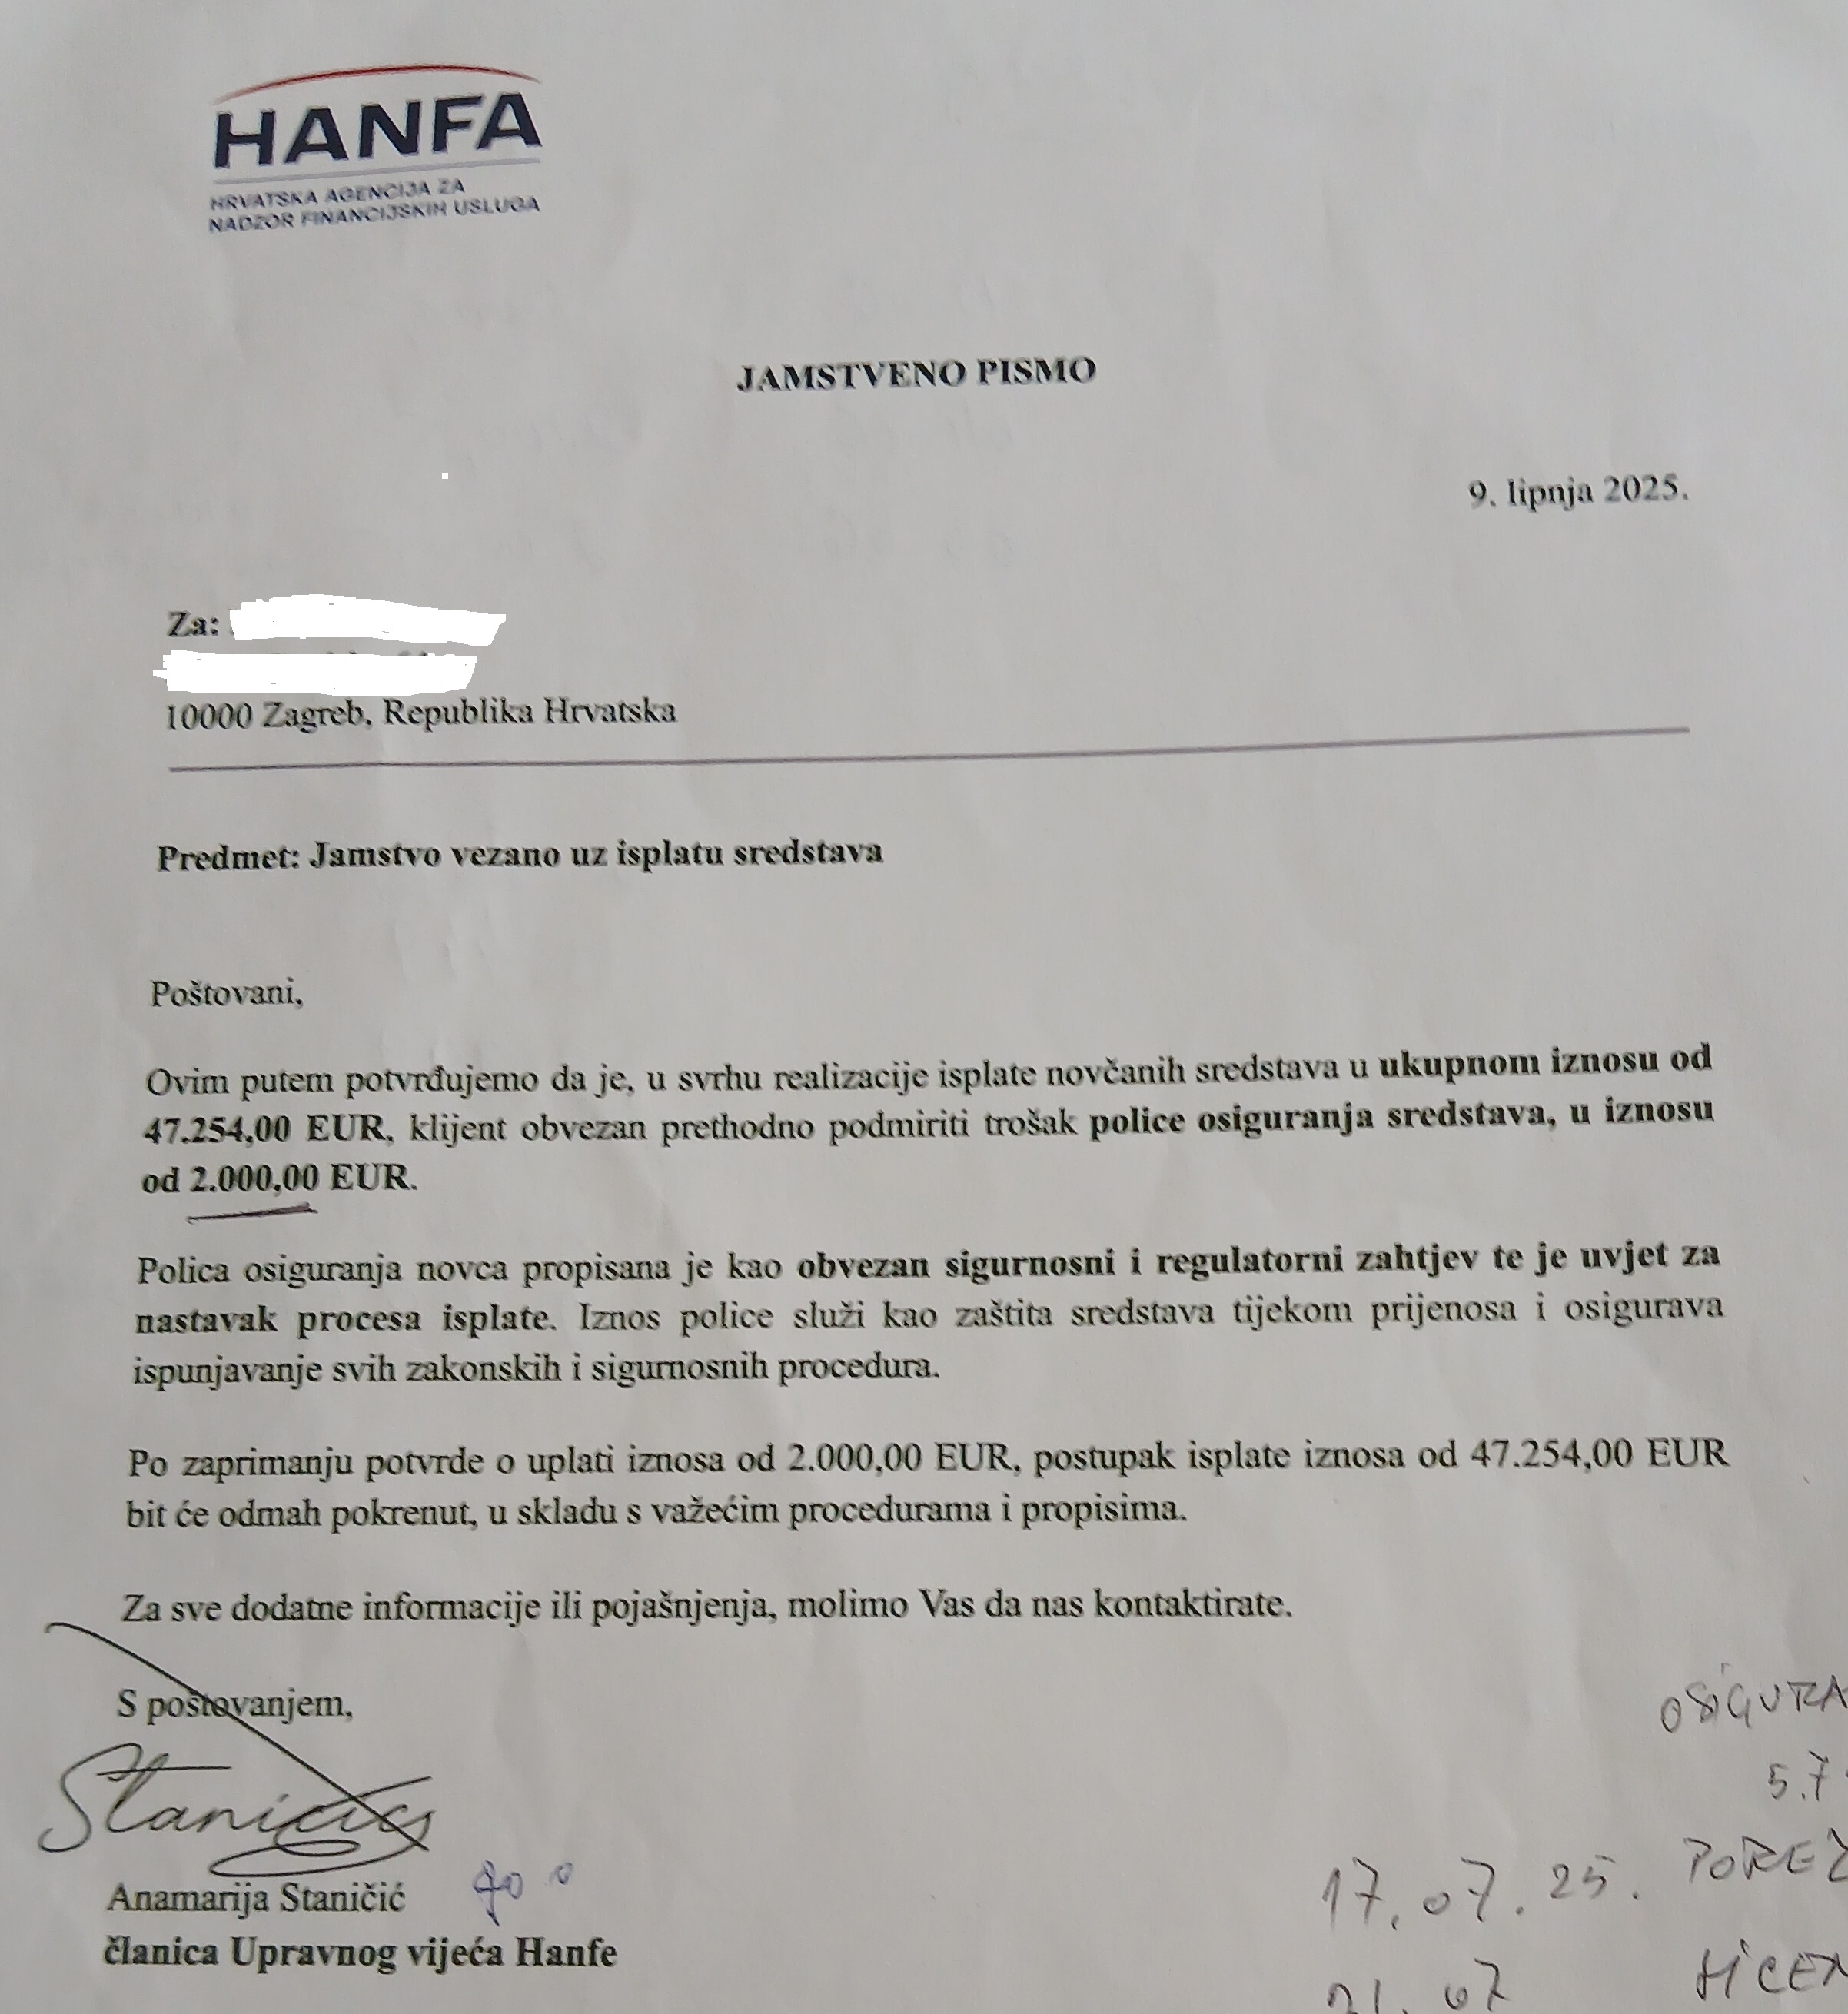 HANFA
HRVATSKA AGENCIJA ZA
NADZOR FINANCIJSKIH USLUGA
JAMSTVENO PISMO
9. lipnja 2025.
Za:
10000 Zagreb, Republika Hrvatska
Predmet: Jamstvo vezano uz isplatu sredstava
Poštovani,
Ovim putem potvrđujemo da je, u svrhu realizacije isplate novčanih sredstava u ukupnom iznosu od
47.254,00 EUR, klijent obvezan prethodno podmiriti trošak police osiguranja sredstava, u iznosu
od 2.000,00 EUR.
Polica osiguranja novca propisana je kao obvezan sigurnosni i regulatorni zahtjev te je uvjet za
nastavak procesa isplate. Iznos police služi kao zaštita sredstava tijekom prijenosa i osigurava
ispunjavanje svih zakonskih i sigurnosnih procedura.
Po zaprimanju potvrde o uplati iznosa od 2.000,00 EUR, postupak isplate iznosa od 47.254,00 EUR
bit će odmah pokrenut, u skladu s važećim procedurama i propisima.
Za sve dodatne informacije ili pojašnjenja, molimo Vas da nas kontaktirate.
S poštovanjem,
OSIGURA
5.7
Anamarija Staničić
17.07.25. POREZ
članica Upravnog vijeća Hanfe
21.07